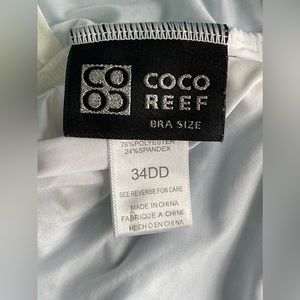 COCO
REEF
BRA SIZE
76%POLYESTER
24%SPANDEX
34DD
SEE REVERSE FOR CARE
MADE IN CHINA
FABRIQUE A CHINE
HECHO EN CHINA